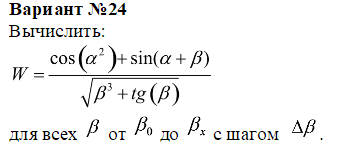 Вариант №24
Вычислить:
W = (cos(α²)+sin(α + β)) / √(β³ + tg(β))
для всех β от β₀ до βₓ с шагом Δβ.